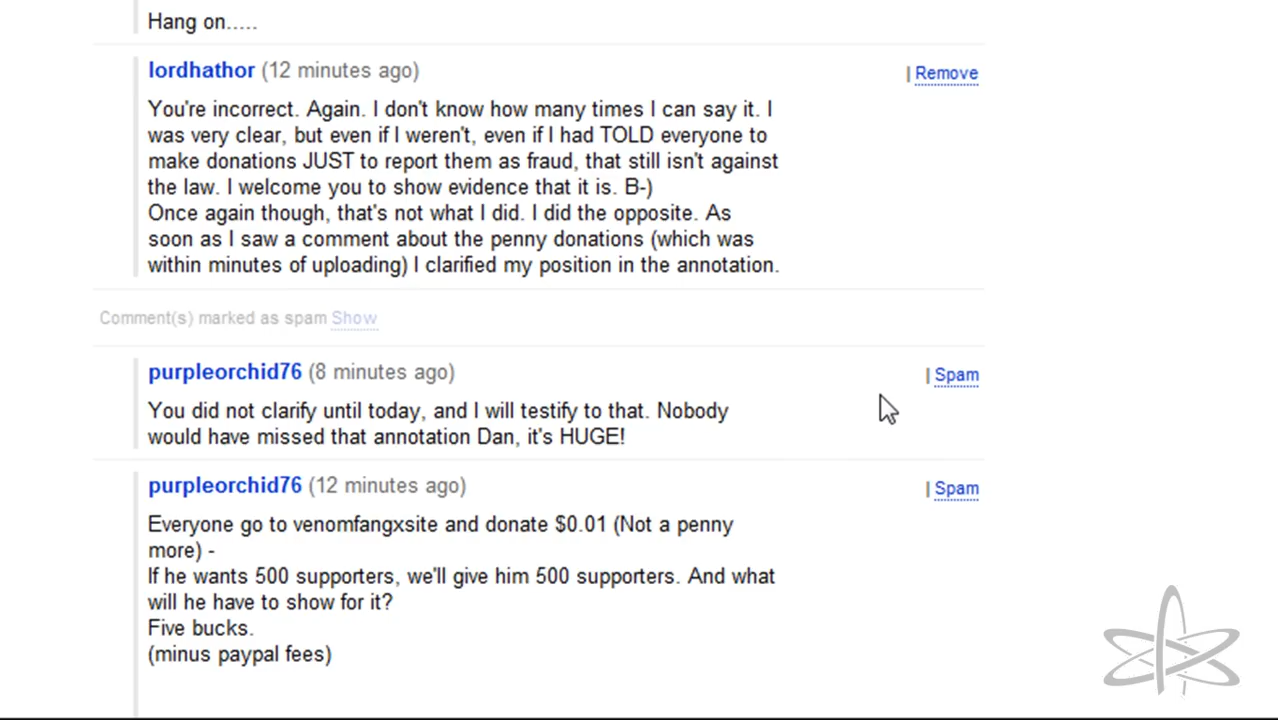 Hang on.....
lordhathor (12 minutes ago)
| Remove
You're incorrect. Again. I don't know how many times I can say it. I
was very clear, but even if I weren't, even if I had TOLD everyone to
make donations JUST to report them as fraud, that still isn't against
the law. I welcome you to show evidence that it is. B-)
Once again though, that's not what I did. I did the opposite. As
soon as I saw a comment about the penny donations (which was
within minutes of uploading) I clarified my position in the annotation.
Comment(s) marked as spam Show
purpleorchid76 (8 minutes ago)
| Spam
You did not clarify until today, and I will testify to that. Nobody
would have missed that annotation Dan, it's HUGE!
purpleorchid76 (12 minutes ago)
| Spam
Everyone go to venomfangxsite and donate $0.01 (Not a penny
more) -
If he wants 500 supporters, we'll give him 500 supporters. And what
will he have to show for it?
Five bucks.
(minus paypal fees)